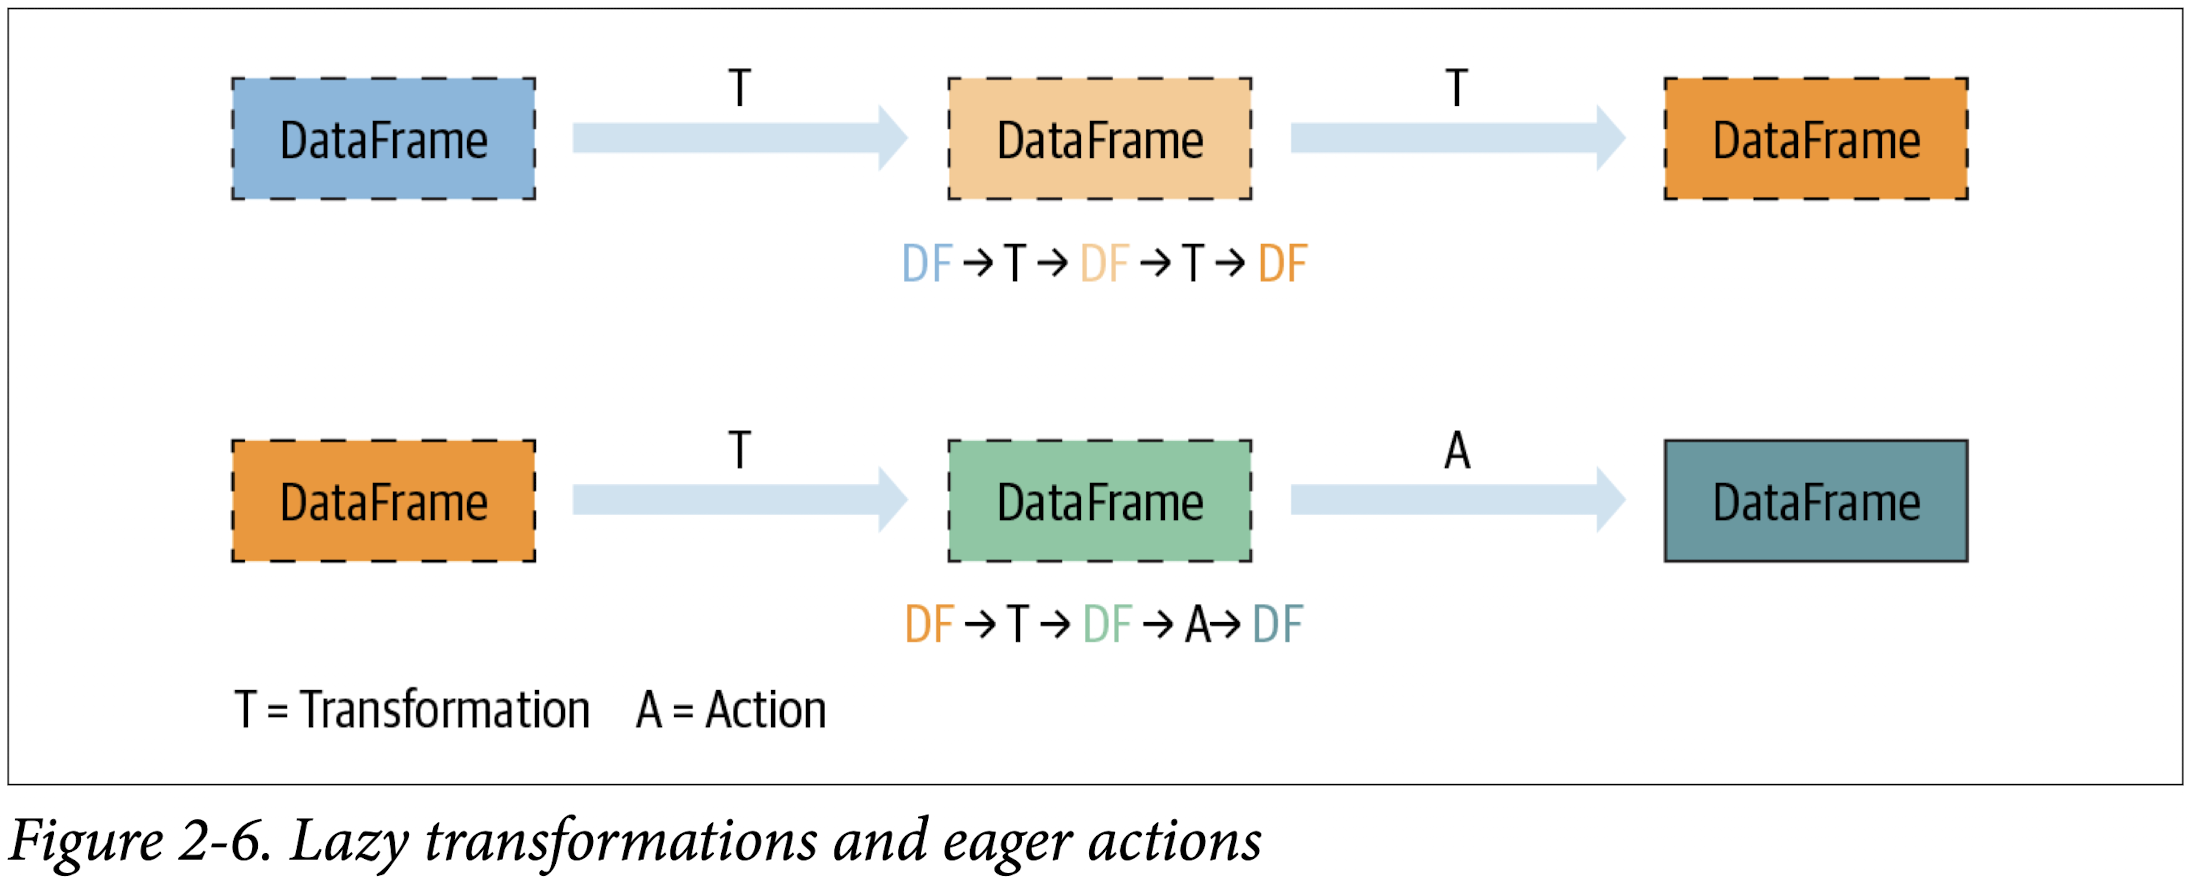 T T
DataFrame DataFrame DataFrame
DF → T → DF → T → DF
T A
DataFrame DataFrame DataFrame
DF → T → DF → A→ DF
T = Transformation A = Action
Figure 2-6. Lazy transformations and eager actions